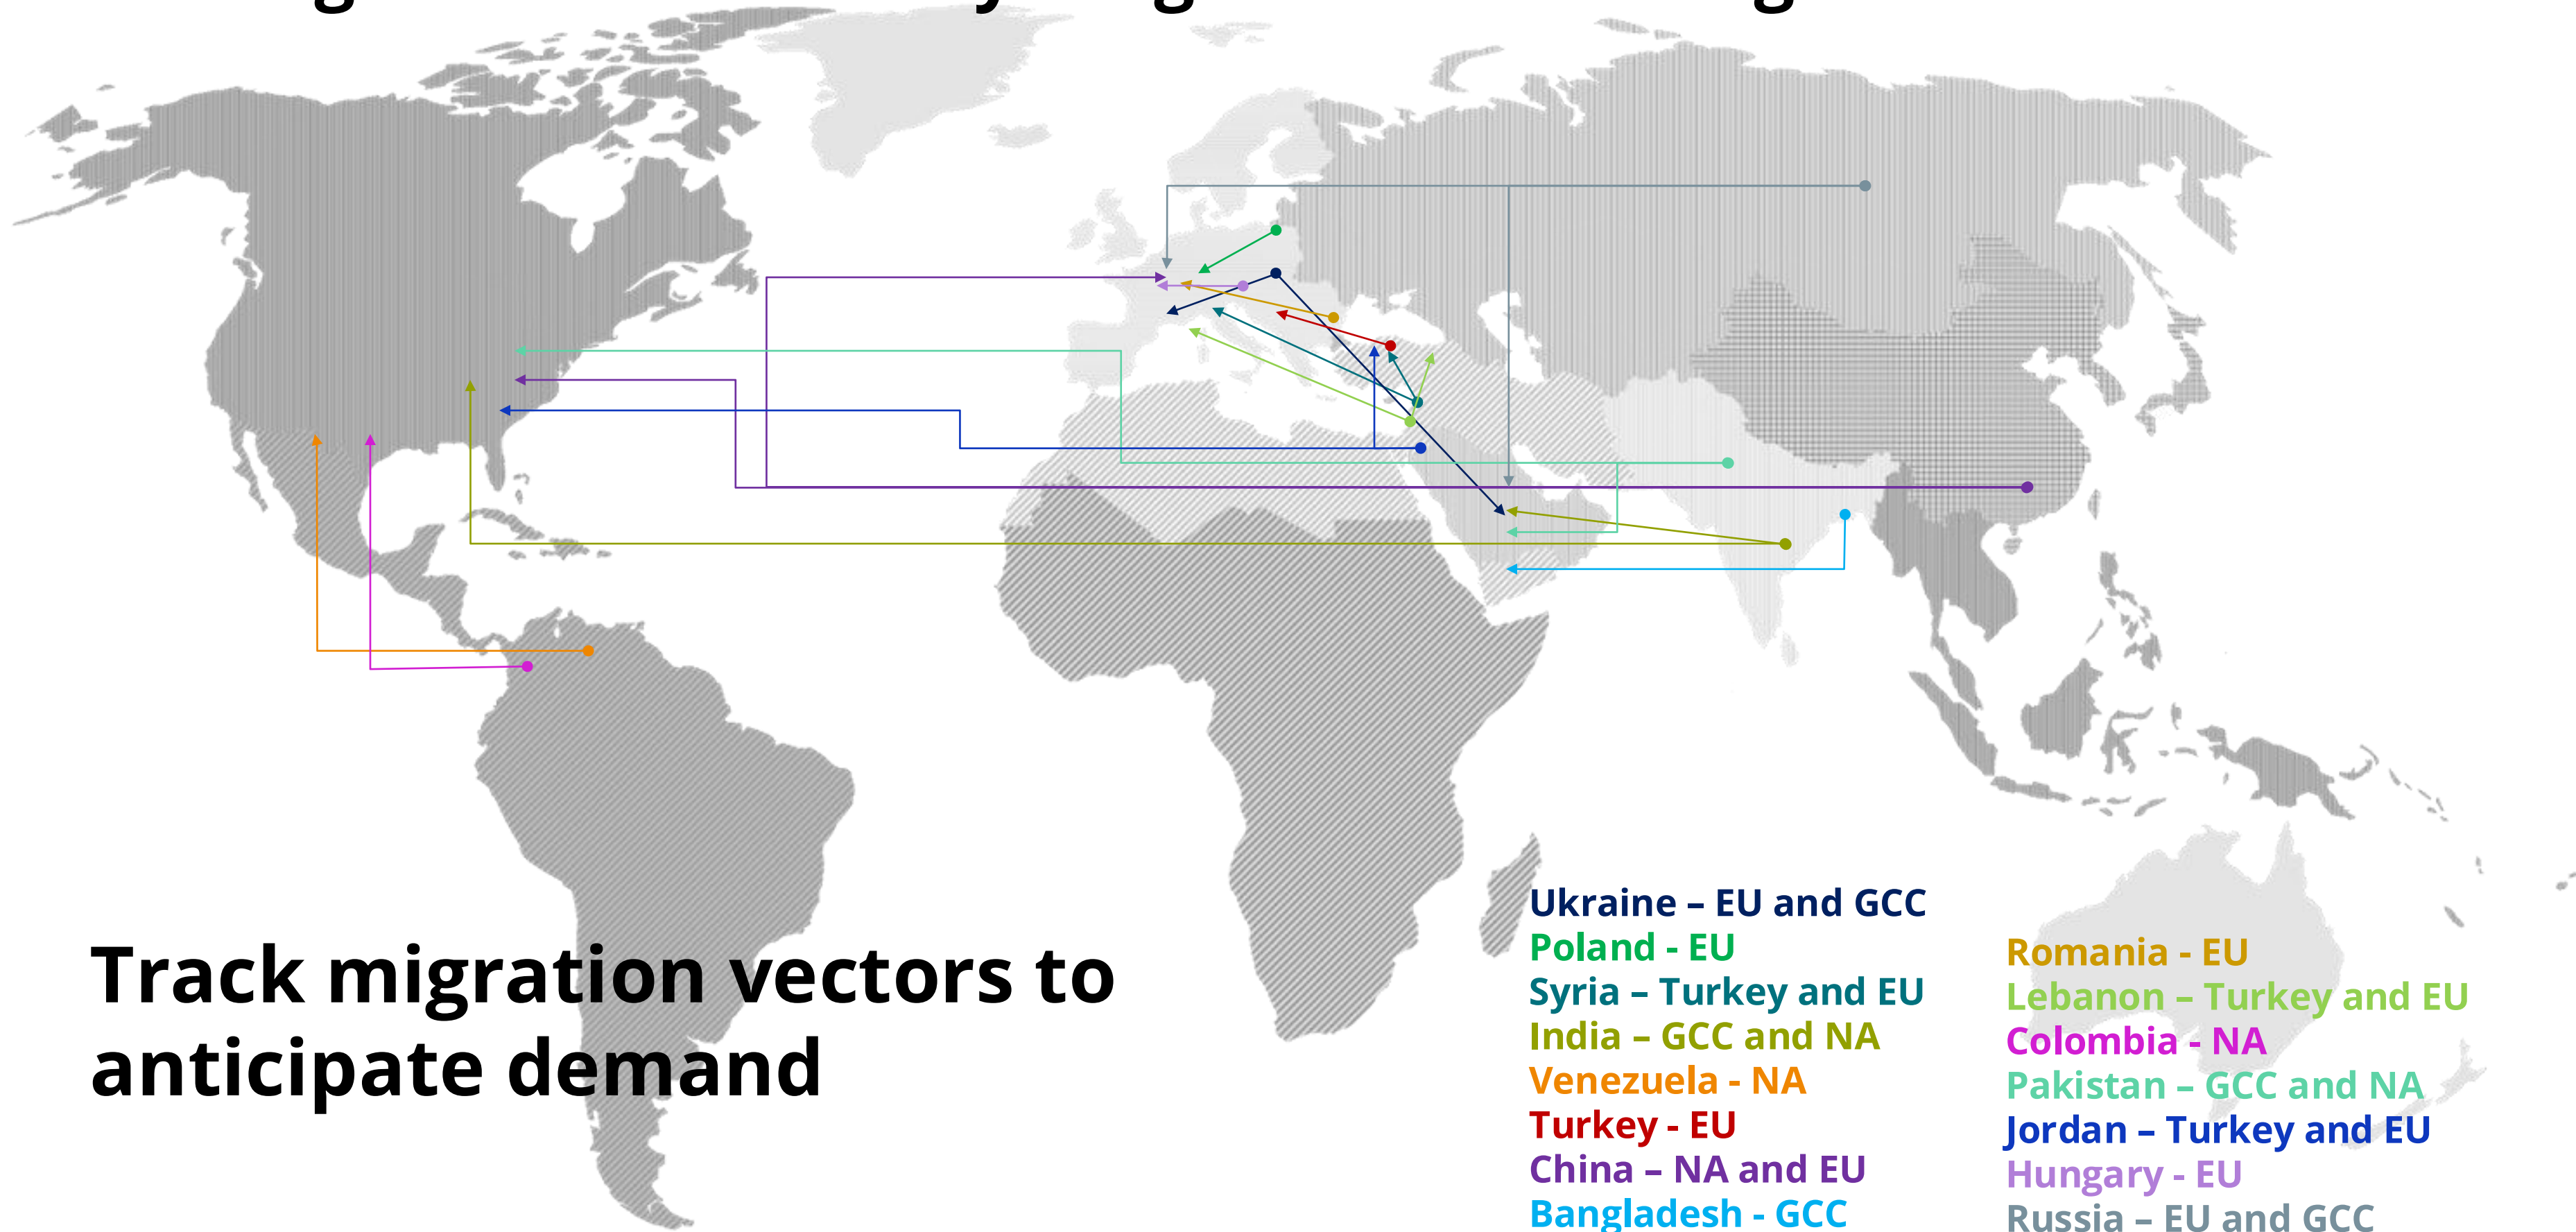 Track migration vectors to
anticipate demand
Ukraine – EU and GCC
Poland - EU
Syria – Turkey and EU
India – GCC and NA
Venezuela - NA
Turkey - EU
China – NA and EU
Bangladesh - GCC
Romania - EU
Lebanon – Turkey and EU
Colombia - NA
Pakistan – GCC and NA
Jordan – Turkey and EU
Hungary - EU
Russia – EU and GCC